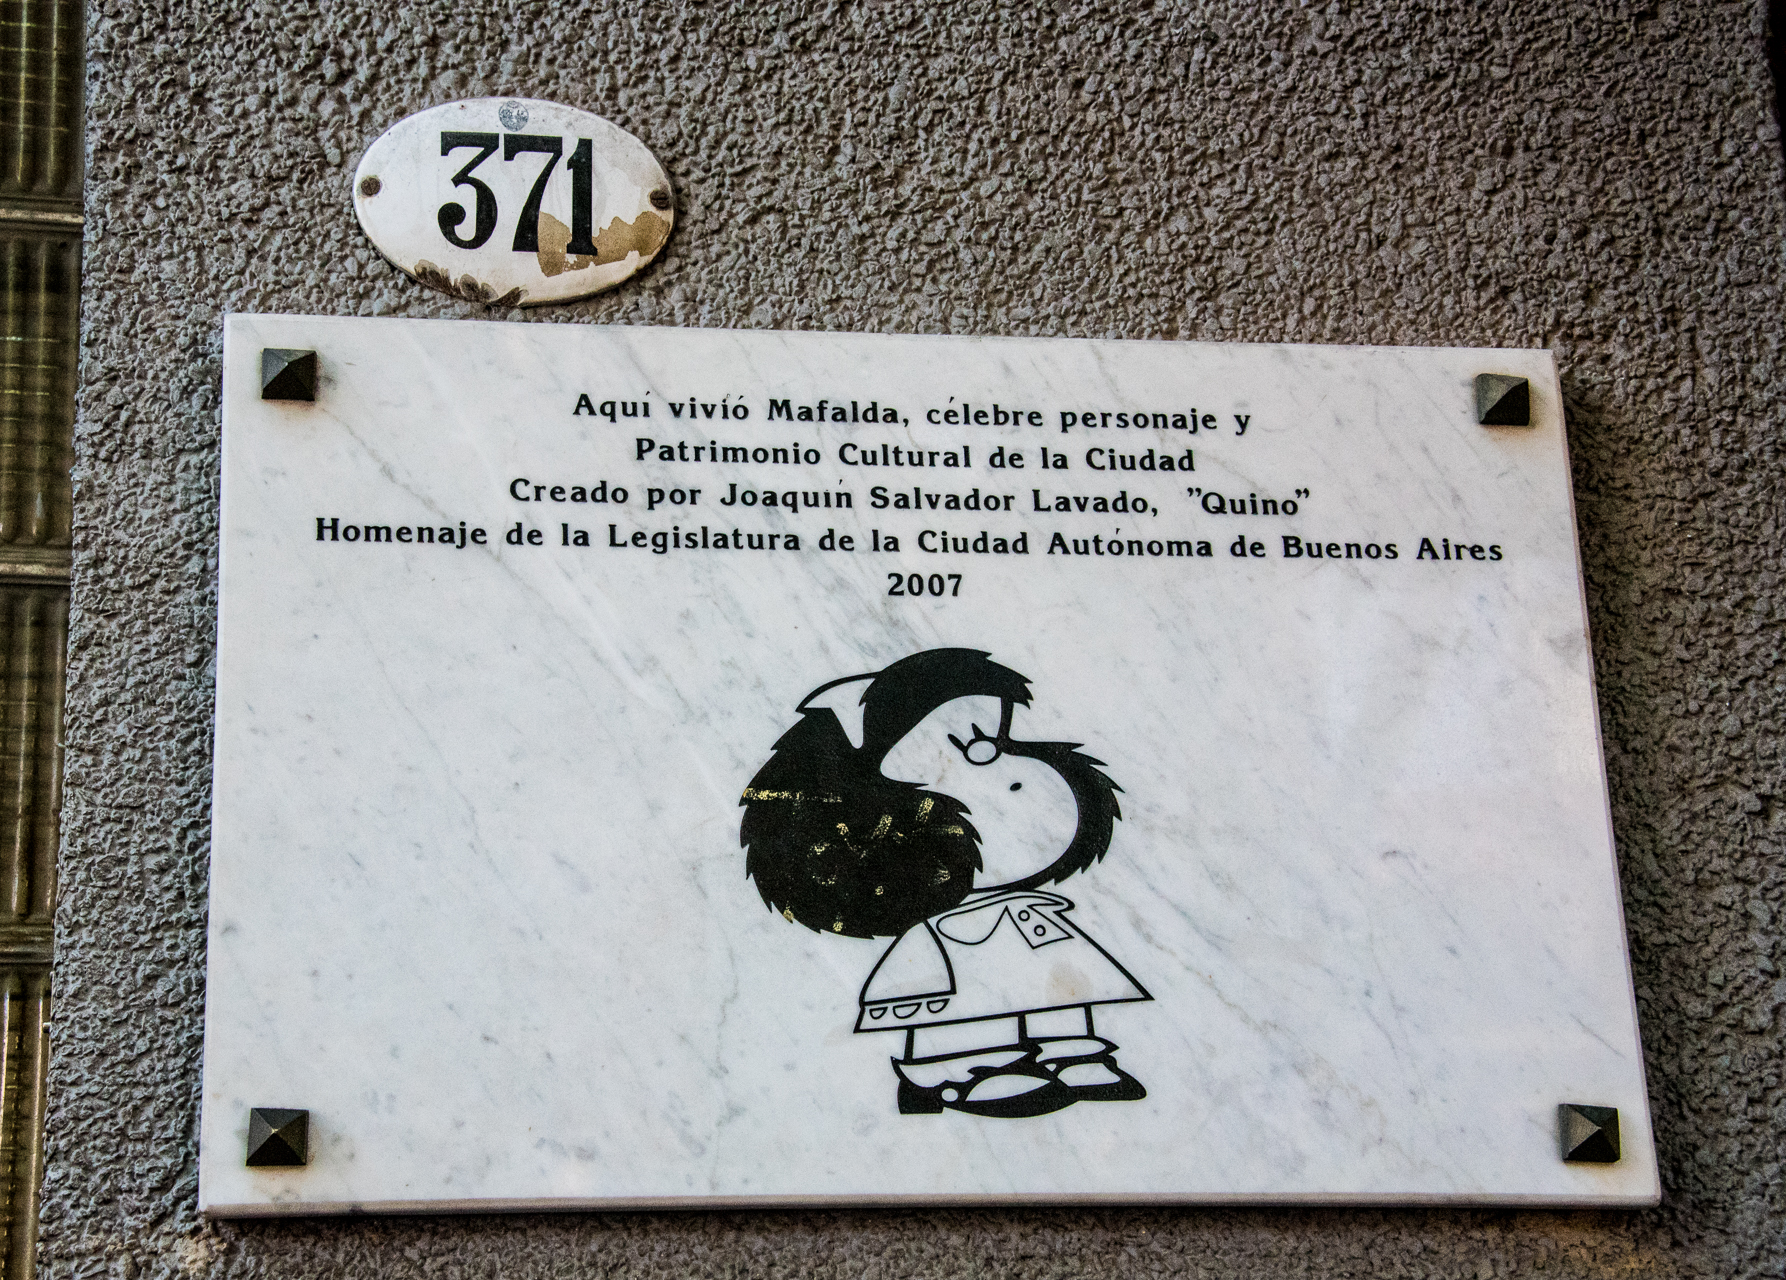 371
Aquí vivió Mafalda, célebre personaje y
Patrimonio Cultural de la Ciudad
Creado por Joaquín Salvador Lavado, "Quino"
Homenaje de la Legislatura de la Ciudad Autónoma de Buenos Aires
2007